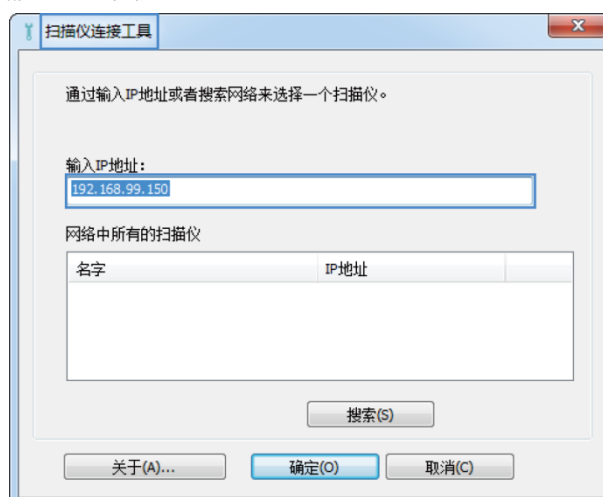 扫描仪连接工具
通过输入IP地址或者搜索网络来选择一个扫描仪。
输入IP地址：
192.168.99.150
网络中所有的扫描仪
名字 IP地址
搜索(S)
关于(A)... 确定(O) 取消(C)